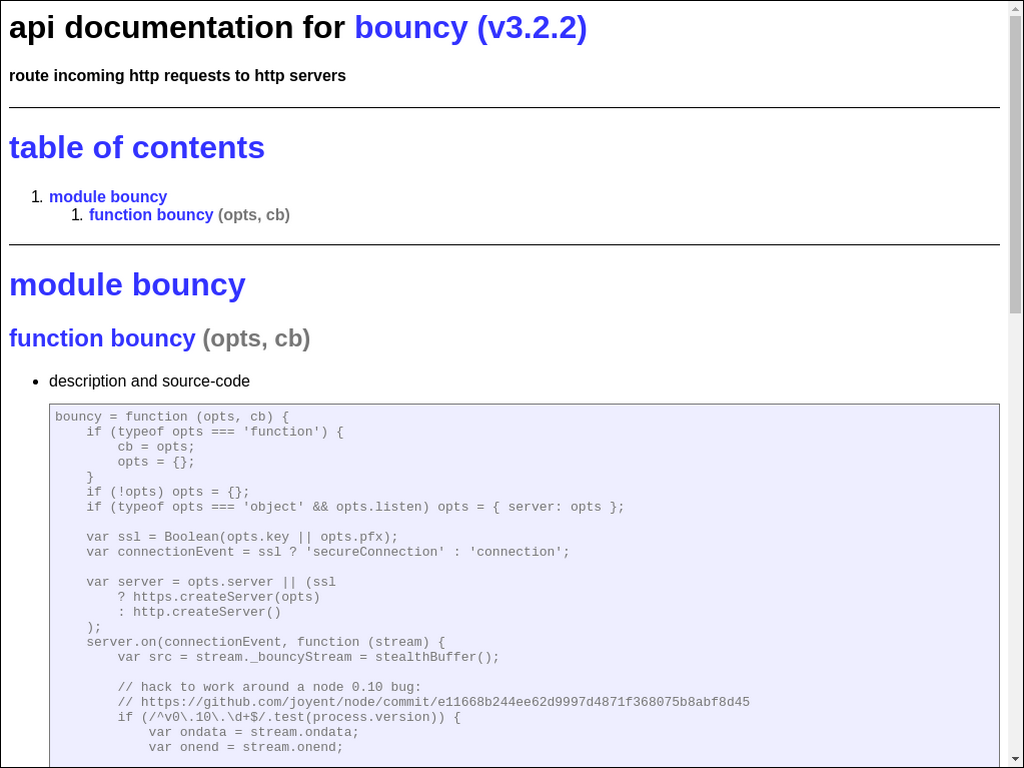 api documentation for bouncy (v3.2.2)
route incoming http requests to http servers
table of contents
1. module bouncy
1. function bouncy (opts, cb)
module bouncy
function bouncy (opts, cb)
• description and source-code
bouncy = function (opts, cb) {
    if (typeof opts === 'function') {
        cb = opts;
        opts = {};
    }
    if (!opts) opts = {};
    if (typeof opts === 'object' && opts.listen) opts = { server: opts };

    var ssl = Boolean(opts.key || opts.pfx);
    var connectionEvent = ssl ? 'secureConnection' : 'connection';

    var server = opts.server || (ssl
        ? https.createServer(opts)
        : http.createServer()
    );
    server.on(connectionEvent, function (stream) {
        var src = stream._bouncyStream = stealthBuffer();

        // hack to work around a node 0.10 bug:
        // https://github.com/joyent/node/commit/e11668b244ee62d9997d4871f368075b8abf8d45
        if (/^v0\.10\.\d+$/.test(process.version)) {
            var ondata = stream.ondata;
            var onend = stream.onend;